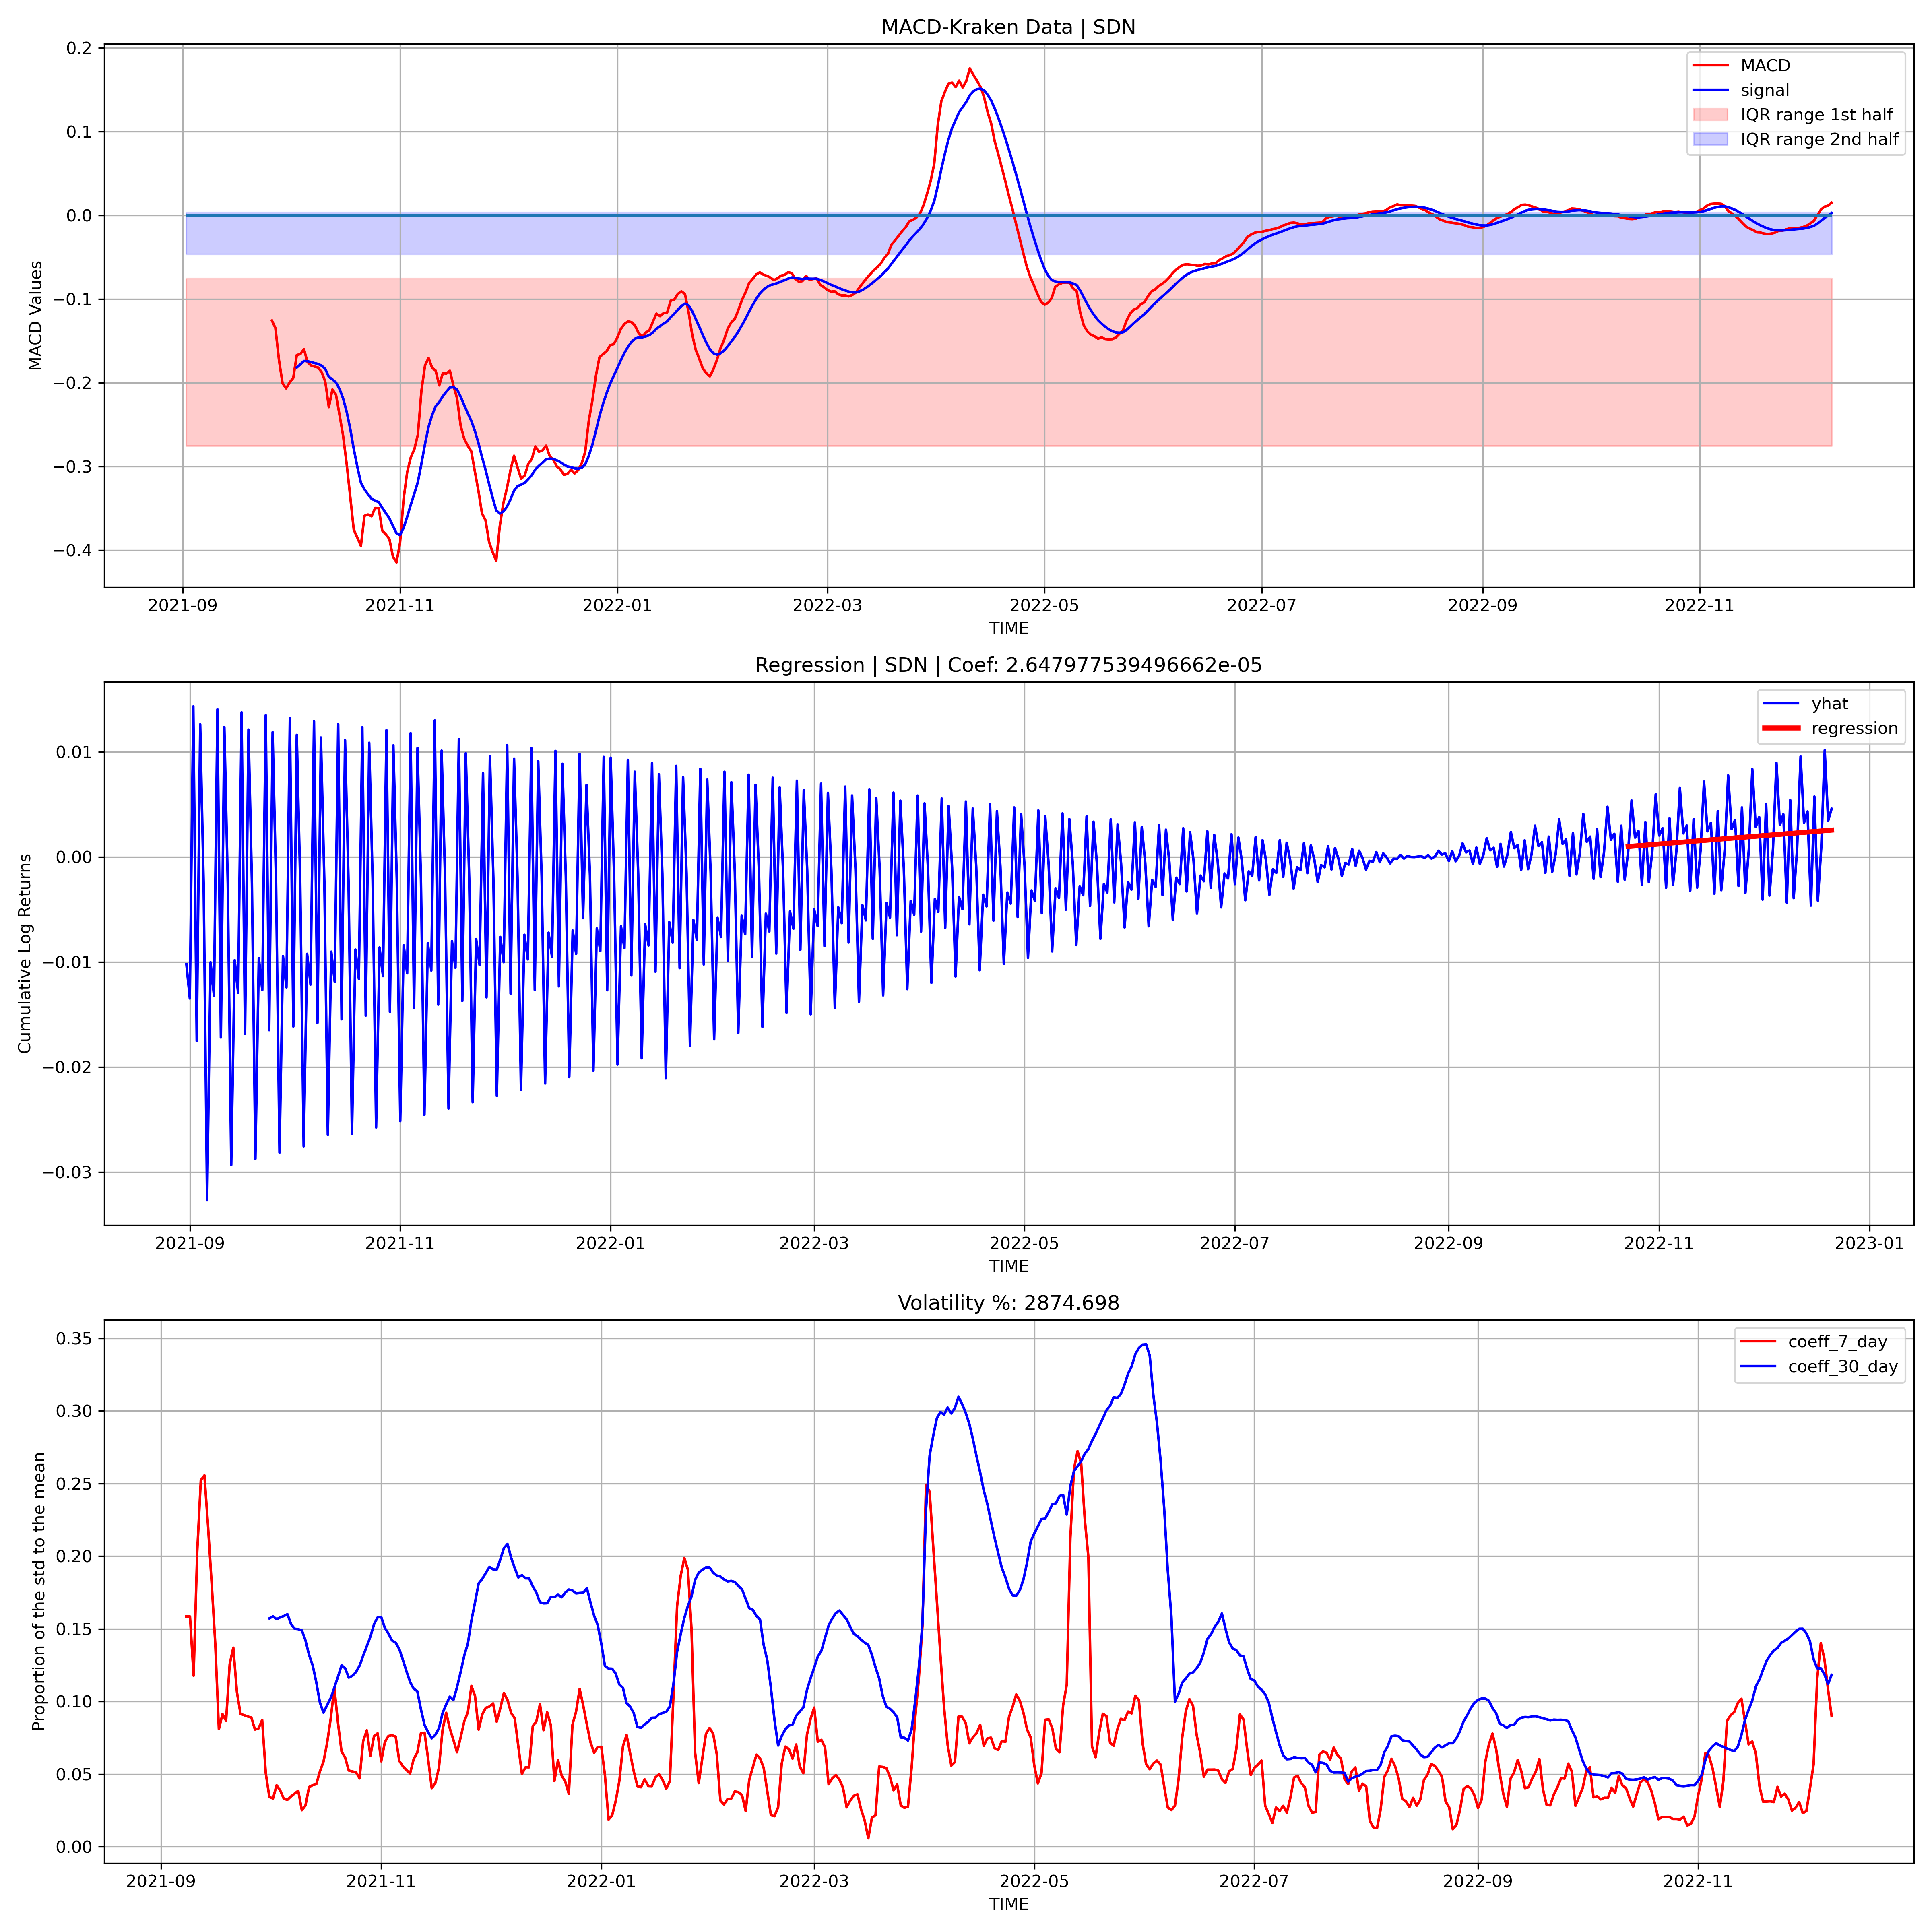 MACD-Kraken Data | SDN
MACD Values
0.2
0.1
0.0
−0.1
−0.2
−0.3
−0.4
MACD
signal
IQR range 1st half
IQR range 2nd half
2021-09 2021-11 2022-01 2022-03 2022-05 2022-07 2022-09 2022-11
TIME
Regression | SDN | Coef: 2.647977539496662e-05
Cumulative Log Returns
0.01
0.00
−0.01
−0.02
−0.03
yhat
regression
2021-09 2021-11 2022-01 2022-03 2022-05 2022-07 2022-09 2022-11 2023-01
TIME
Volatility %: 2874.698
Proportion of the std to the mean
0.35
0.30
0.25
0.20
0.15
0.10
0.05
0.00
coeff_7_day
coeff_30_day
2021-09 2021-11 2022-01 2022-03 2022-05 2022-07 2022-09 2022-11
TIME